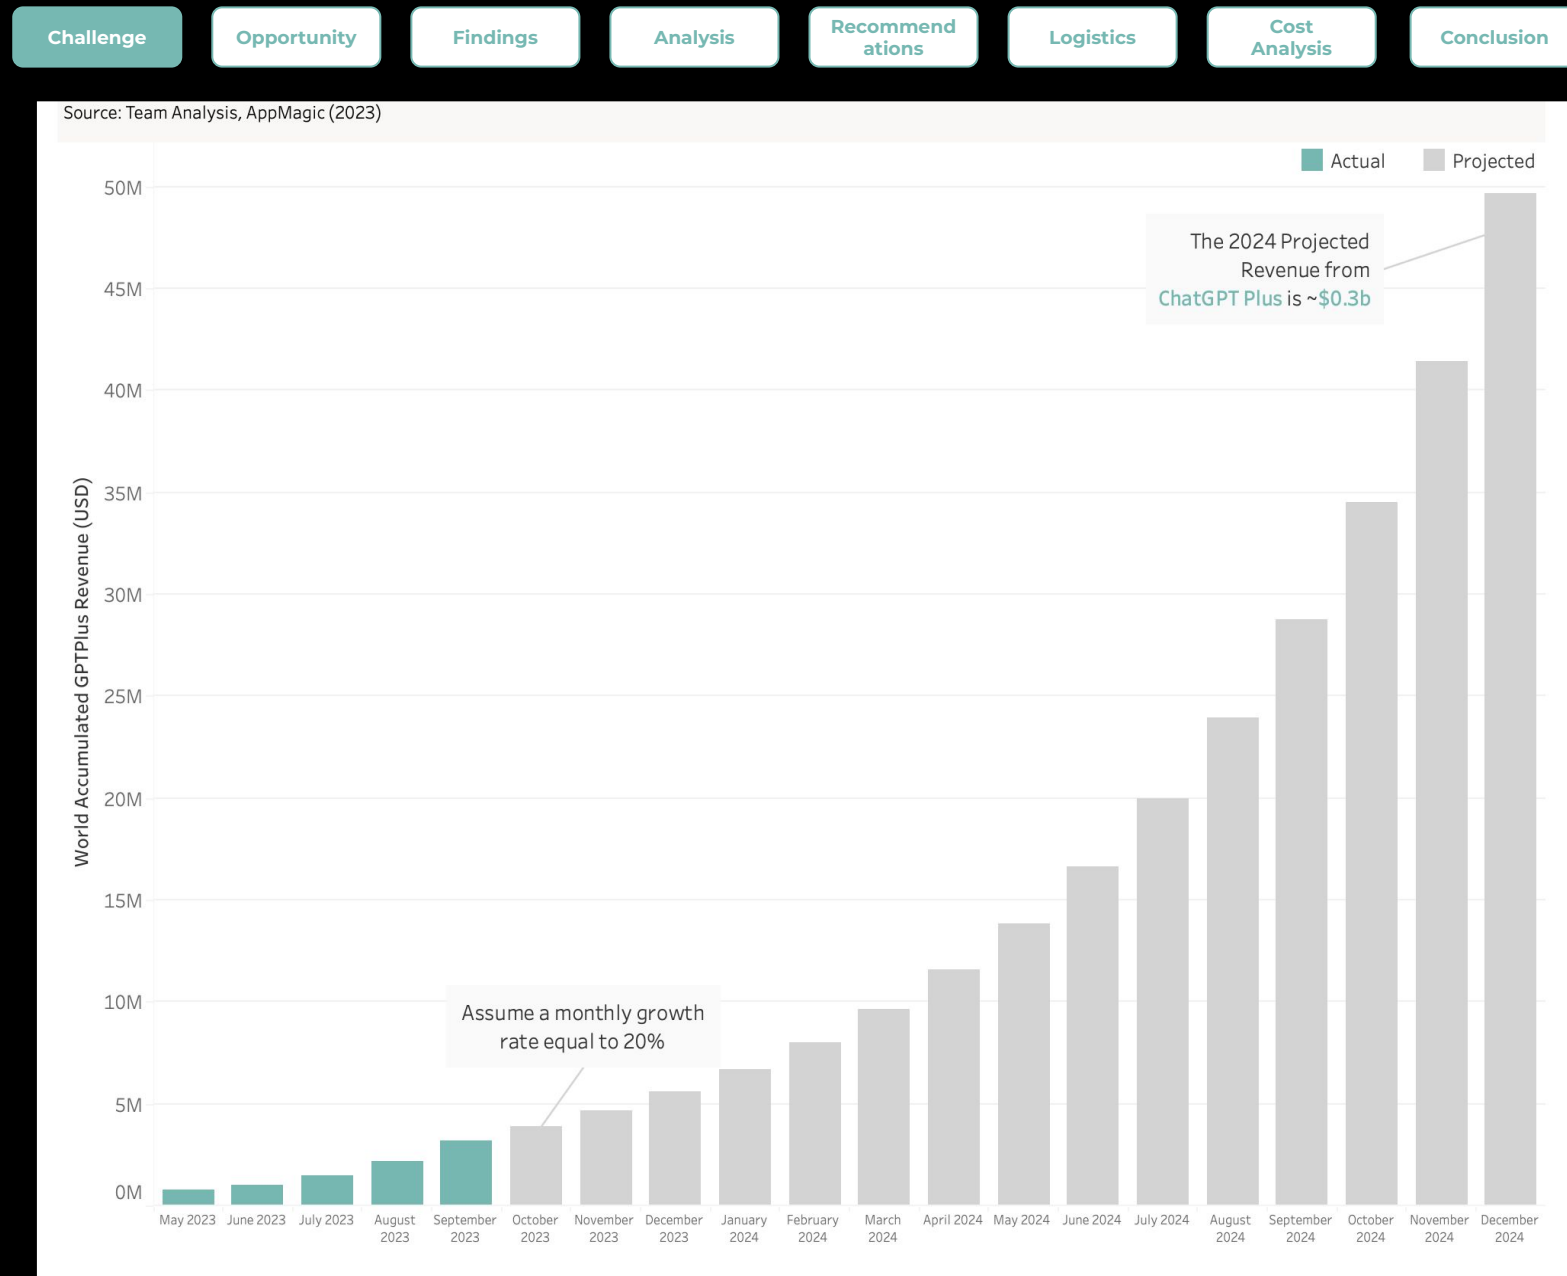 Challenge
Opportunity
Findings
Analysis
Recommend
ations
Logistics
Cost
Analysis
Conclusion
Source: Team Analysis, AppMagic (2023)
Actual
Projected
The 2024 Projected
Revenue from
ChatGPT Plus is ~$0.3b
World Accumulated GPTPlus Revenue (USD)
50M
45M
40M
35M
30M
25M
20M
15M
10M
5M
0M
Assume a monthly growth
rate equal to 20%
May 2023
June 2023
July 2023
August
2023
September
2023
October
2023
November
2023
December
2023
January
2024
February
2024
March
2024
April 2024
May 2024
June 2024
July 2024
August
2024
September
2024
October
2024
November
2024
December
2024